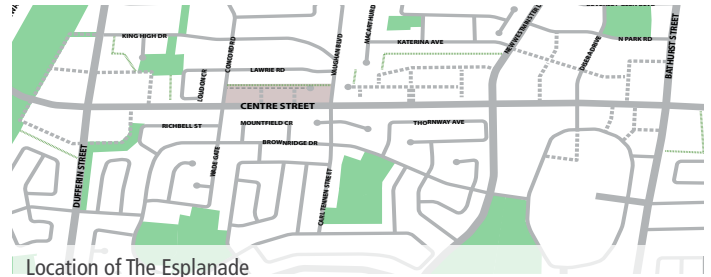 KING HIGH DR
CONCORD RD
VAUGHAN BLVD
MACARTHUR
KATERINA AVE
NEW WESTMINSTER
N PARK RD
BATHURST STREET
LAWRIE RD
LOUDON CR
CENTRE STREET
RICHBELL ST
MOUNTFIELD CR
THORNWAY AVE
BROWNRIDGE DR
WADE GATE
DUFFERIN STREET
CARL TENNEN STREET
Location of The Esplanade